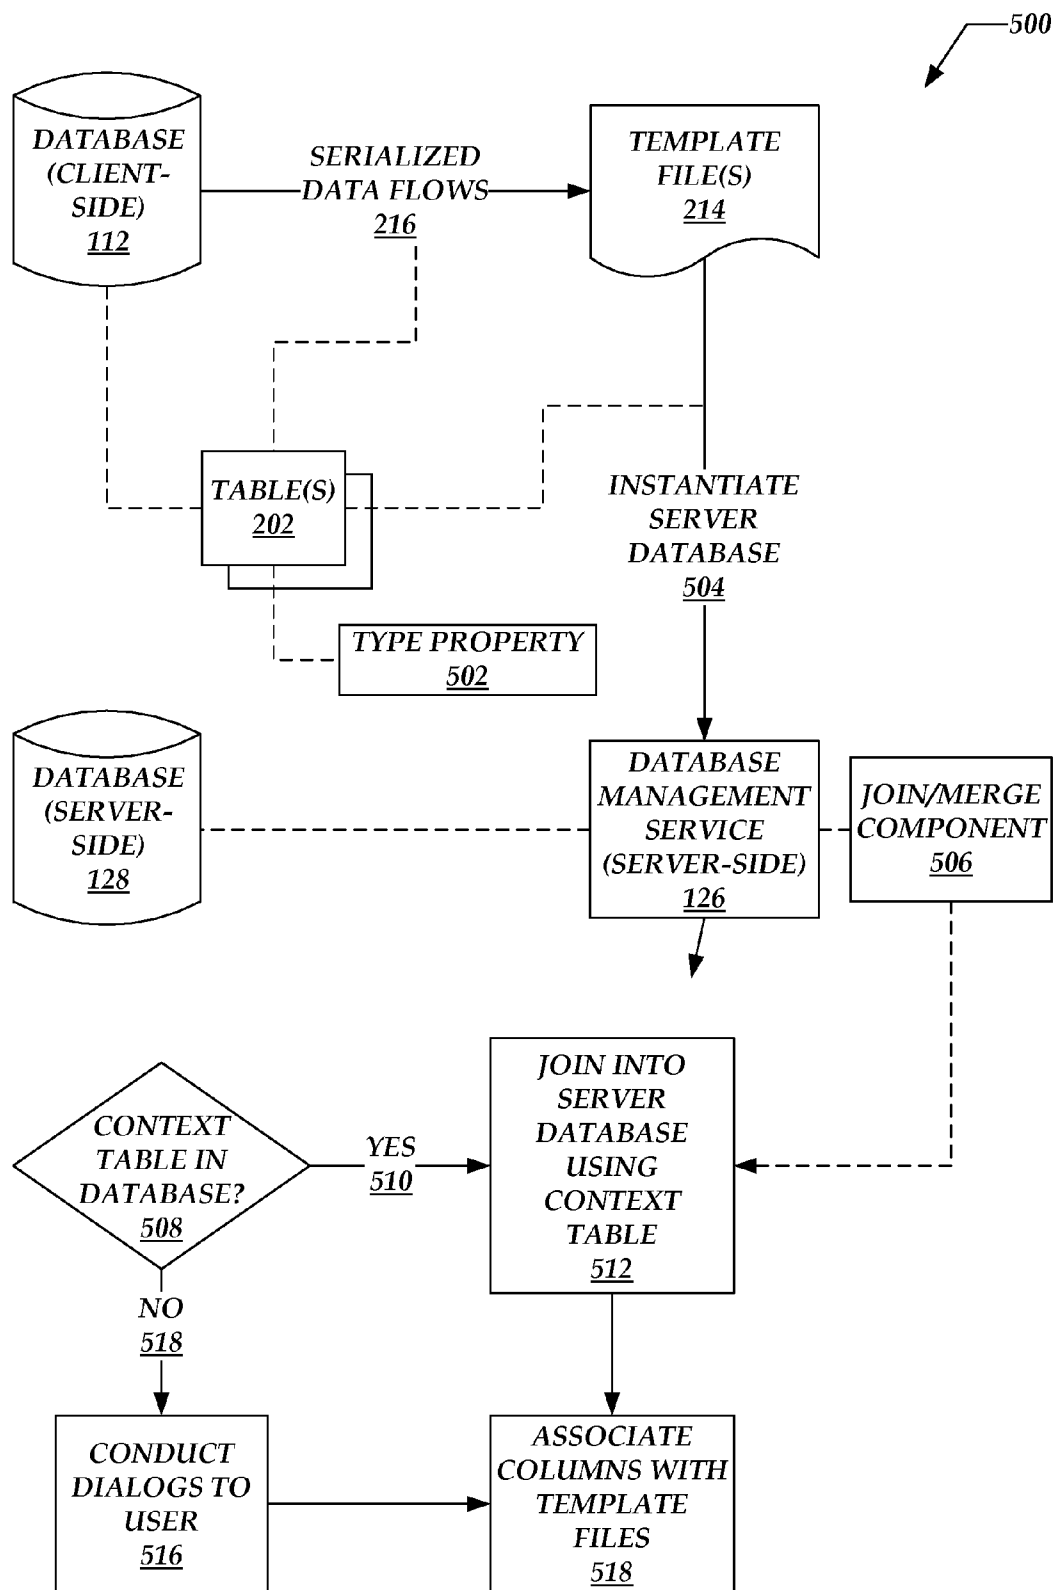 500
DATABASE
(CLIENT-
SIDE)
112
SERIALIZED
DATA FLOWS
216
TEMPLATE
FILE(S)
214
TABLE(S)
202
INSTANTIATE
SERVER
DATABASE
504
TYPE PROPERTY
502
DATABASE
(SERVER-
SIDE)
128
DATABASE
MANAGEMENT
SERVICE
(SERVER-SIDE)
126
JOIN/MERGE
COMPONENT
506
CONTEXT
TABLE IN
DATABASE?
508
YES
510
JOIN INTO
SERVER
DATABASE
USING
CONTEXT
TABLE
512
NO
518
CONDUCT
DIALOGS TO
USER
516
ASSOCIATE
COLUMNS WITH
TEMPLATE
FILES
518